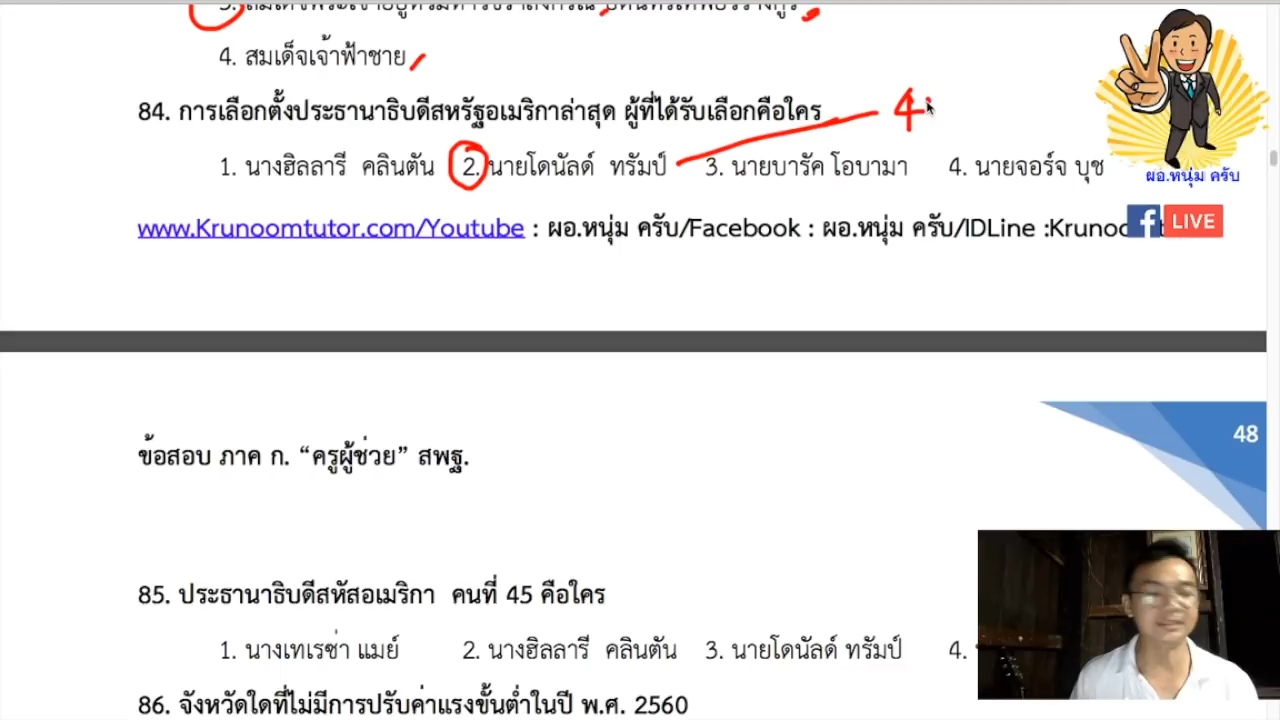 4. สมเด็จเจ้าฟ้าชาย
84. การเลือกตั้งประธานาธิบดีสหรัฐอเมริกาล่าสุด ผู้ที่ได้รับเลือกคือใคร 4
1. นางฮิลลารี คลินตัน 2. นายโดนัลด์ ทรัมป์ 3. นายบารัค โอบามา 4. นายจอร์จ บุช
ผอ.หนุ่ม ครับ
www.Krunoomtutor.com/Youtube : ผอ.หนุ่ม ครับ/Facebook : ผอ.หนุ่ม ครับ/IDLine :Krunoo
f LIVE
48
ข้อสอบ ภาค ก. “ครูผู้ช่วย” สพฐ.
85. ประธานาธิบดีสหัสอเมริกา คนที่ 45 คือใคร
1. นางเทเรซ่า แมย์ 2. นางฮิลลารี คลินตัน 3. นายโดนัลด์ ทรัมป์ 4.
86. จังหวัดใดที่ไม่มีการปรับค่าแรงขั้นต่ำในปี พ.ศ. 2560